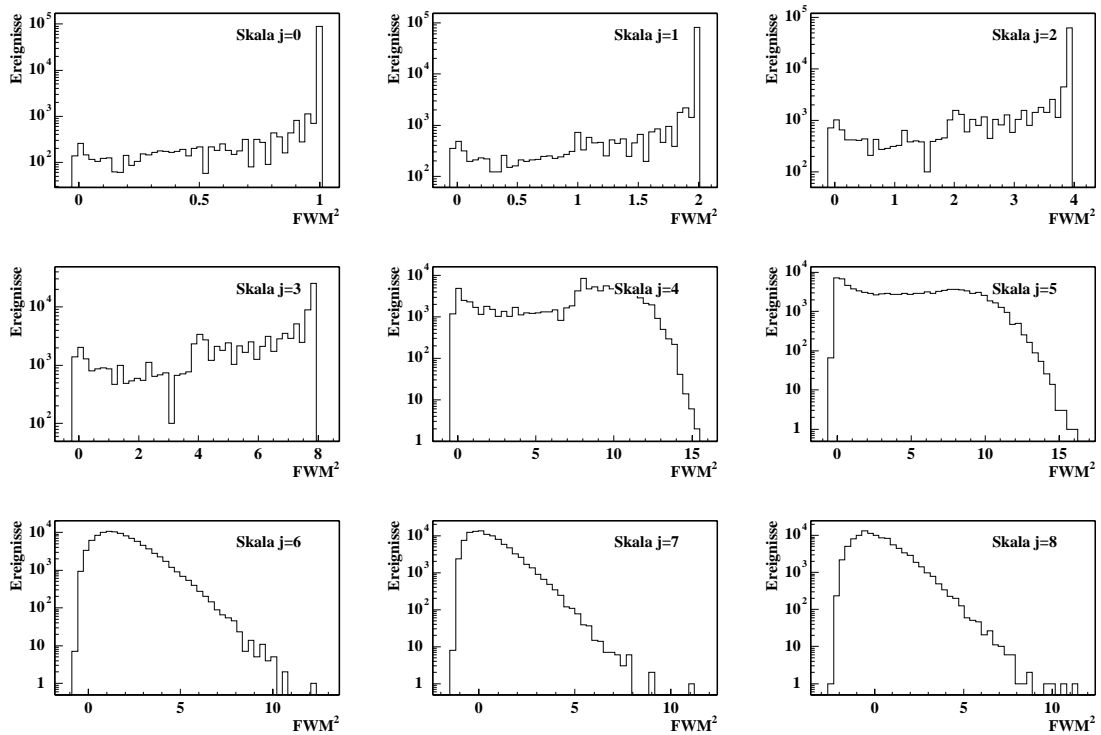 Ereignisse
Skala j=0
10^5
10^4
10^3
10^2
0 0.5 1
FWM^2
Ereignisse
Skala j=1
10^5
10^4
10^3
10^2
0 0.5 1 1.5 2
FWM^2
Ereignisse
Skala j=2
10^5
10^4
10^3
10^2
0 1 2 3 4
FWM^2
Ereignisse
Skala j=3
10^4
10^3
10^2
0 2 4 6 8
FWM^2
Ereignisse
Skala j=4
10^4
10^3
10^2
10
1
0 5 10 15
FWM^2
Ereignisse
Skala j=5
10^4
10^3
10^2
10
1
0 5 10 15
FWM^2
Ereignisse
Skala j=6
10^4
10^3
10^2
10
1
0 5 10
FWM^2
Ereignisse
Skala j=7
10^4
10^3
10^2
10
1
0 5 10
FWM^2
Ereignisse
Skala j=8
10^4
10^3
10^2
10
1
0 5 10
FWM^2